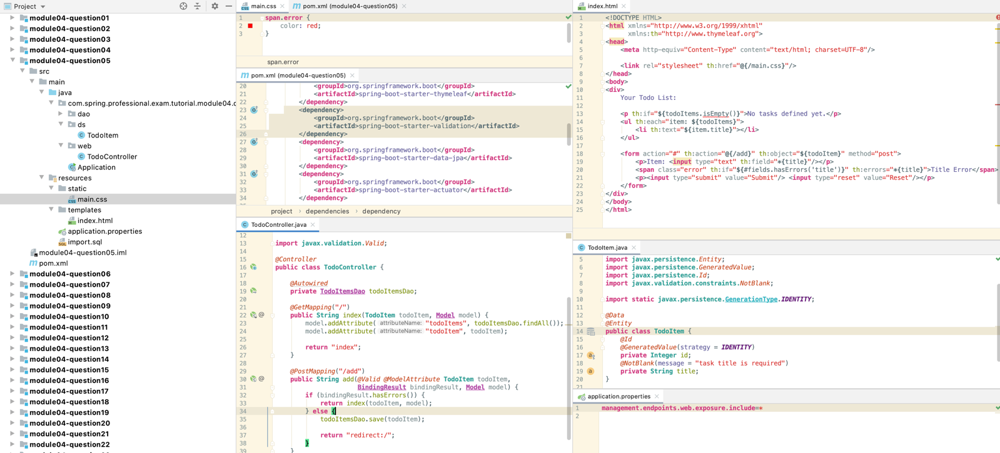 Project
module04-question01
module04-question02
module04-question03
module04-question04
module04-question05
src
main
java
com.spring.professional.exam.tutorial.module04.
dao
ds
TodoItem
web
TodoController
Application
resources
static
main.css
templates
index.html
application.properties
import.sql
module04-question05.iml
pom.xml
module04-question06
module04-question07
module04-question08
module04-question09
module04-question10
module04-question11
module04-question12
module04-question13
module04-question14
module04-question15
module04-question16
module04-question17
module04-question18
module04-question19
module04-question20
module04-question21
module04-question22
main.css pom.xml (module04-question05)
1 span.error {
2 color: red;
3 }
span.error
pom.xml (module04-question05)
20 <groupId>org.springframework.boot</groupId>
21 <artifactId>spring-boot-starter-thymeleaf</artifactId>
22 </dependency>
23 <dependency>
24 <groupId>org.springframework.boot</groupId>
25 <artifactId>spring-boot-starter-validation</artifactId>
26 </dependency>
27 <dependency>
28 <groupId>org.springframework.boot</groupId>
29 <artifactId>spring-boot-starter-data-jpa</artifactId>
30 </dependency>
31 <dependency>
32 <groupId>org.springframework.boot</groupId>
33 <artifactId>spring-boot-starter-actuator</artifactId>
34 </dependency>
project › dependencies › dependency
TodoController.java
12
13 import javax.validation.Valid;
14
15 @Controller
16 public class TodoController {
17
18 @Autowired
19 private TodoItemsDao todoItemsDao;
20
21 @GetMapping("/")
22 @ public String index(TodoItem todoItem, Model model) {
23 model.addAttribute( attributeName: "todoItems", todoItemsDao.findAll());
24 model.addAttribute( attributeName: "todoItem", todoItem);
25
26 return "index";
27 }
28
29 @PostMapping("/add")
30 @ public String add(@Valid @ModelAttribute TodoItem todoItem,
31 BindingResult bindingResult, Model model) {
32 if (bindingResult.hasErrors()) {
33 return index(todoItem, model);
34 } else {
35 todoItemsDao.save(todoItem);
36
37 return "redirect:/";
38 }
39 }
index.html
1 <!DOCTYPE HTML>
2 <html xmlns="http://www.w3.org/1999/xhtml"
3 xmlns:th="http://www.thymeleaf.org">
4 <head>
5 <meta http-equiv="Content-Type" content="text/html; charset=UTF-8"/>
6
7 <link rel="stylesheet" th:href="@{/main.css}"/>
8 </head>
9 <body>
10 <div>
11 Your Todo List:
12
13 <p th:if="${todoItems.isEmpty()}">No tasks defined yet.</p>
14 <ul th:each="item: ${todoItems}">
15 <li th:text="${item.title}"></li>
16 </ul>
17
18 <form action="#" th:action="@{/add}" th:object="${todoItem}" method="post">
19 <p>Item: <input type="text" th:field="*{title}"/></p>
20 <span class="error" th:if="${#fields.hasErrors('title')}" th:errors="*{title}">Title Error</span>
21 <p><input type="submit" value="Submit"/> <input type="reset" value="Reset"/></p>
22 </form>
23 </div>
24 </body>
25 </html>
TodoItem.java
5 import javax.persistence.Entity;
6 import javax.persistence.GeneratedValue;
7 import javax.persistence.Id;
8 import javax.validation.constraints.NotBlank;
9
10 import static javax.persistence.GenerationType.IDENTITY;
11
12 @Data
13 @Entity
14 public class TodoItem {
15 @Id
16 @GeneratedValue(strategy = IDENTITY)
17 private Integer id;
18 @NotBlank(message = "task title is required")
19 private String title;
20 }
21
application.properties
1 management.endpoints.web.exposure.include=*
2